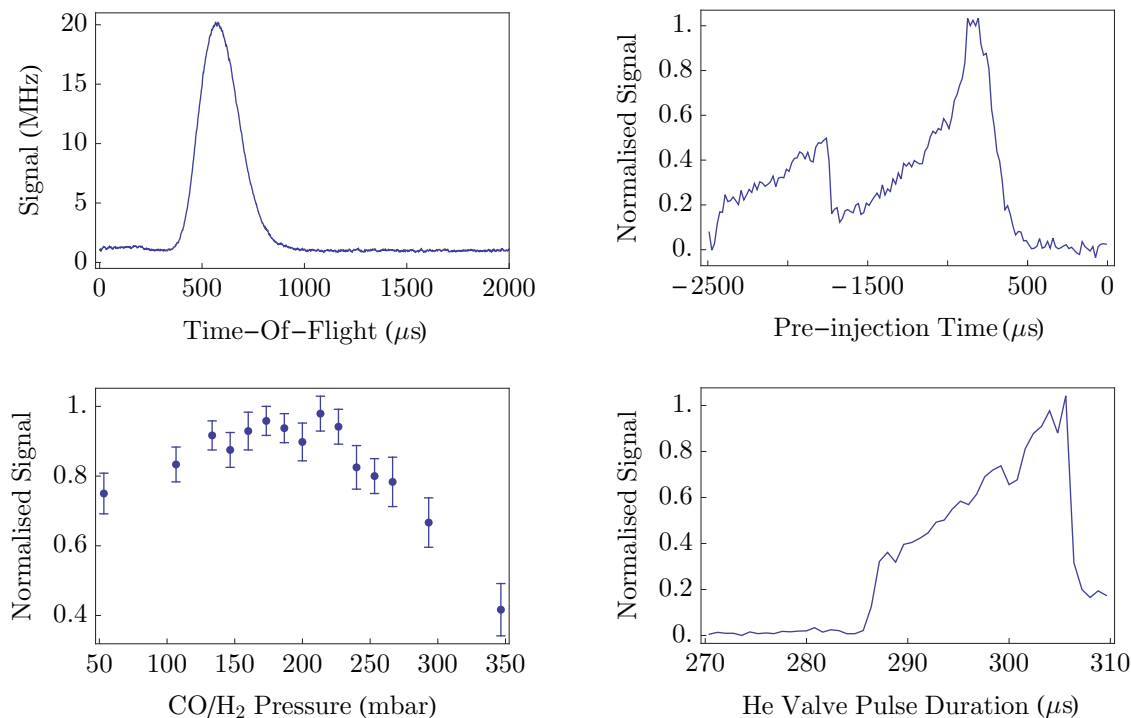 20
15
10
5
0
Signal (MHz)
0 500 1000 1500 2000
Time-Of-Flight (μs)
1.
0.8
0.6
0.4
0.2
0.
Normalised Signal
-2500 -1500 500 0
Pre-injection Time (μs)
1.
0.8
0.6
0.4
Normalised Signal
50 100 150 200 250 300 350
CO/H₂ Pressure (mbar)
1.
0.8
0.6
0.4
0.2
0.
Normalised Signal
270 280 290 300 310
He Valve Pulse Duration (μs)